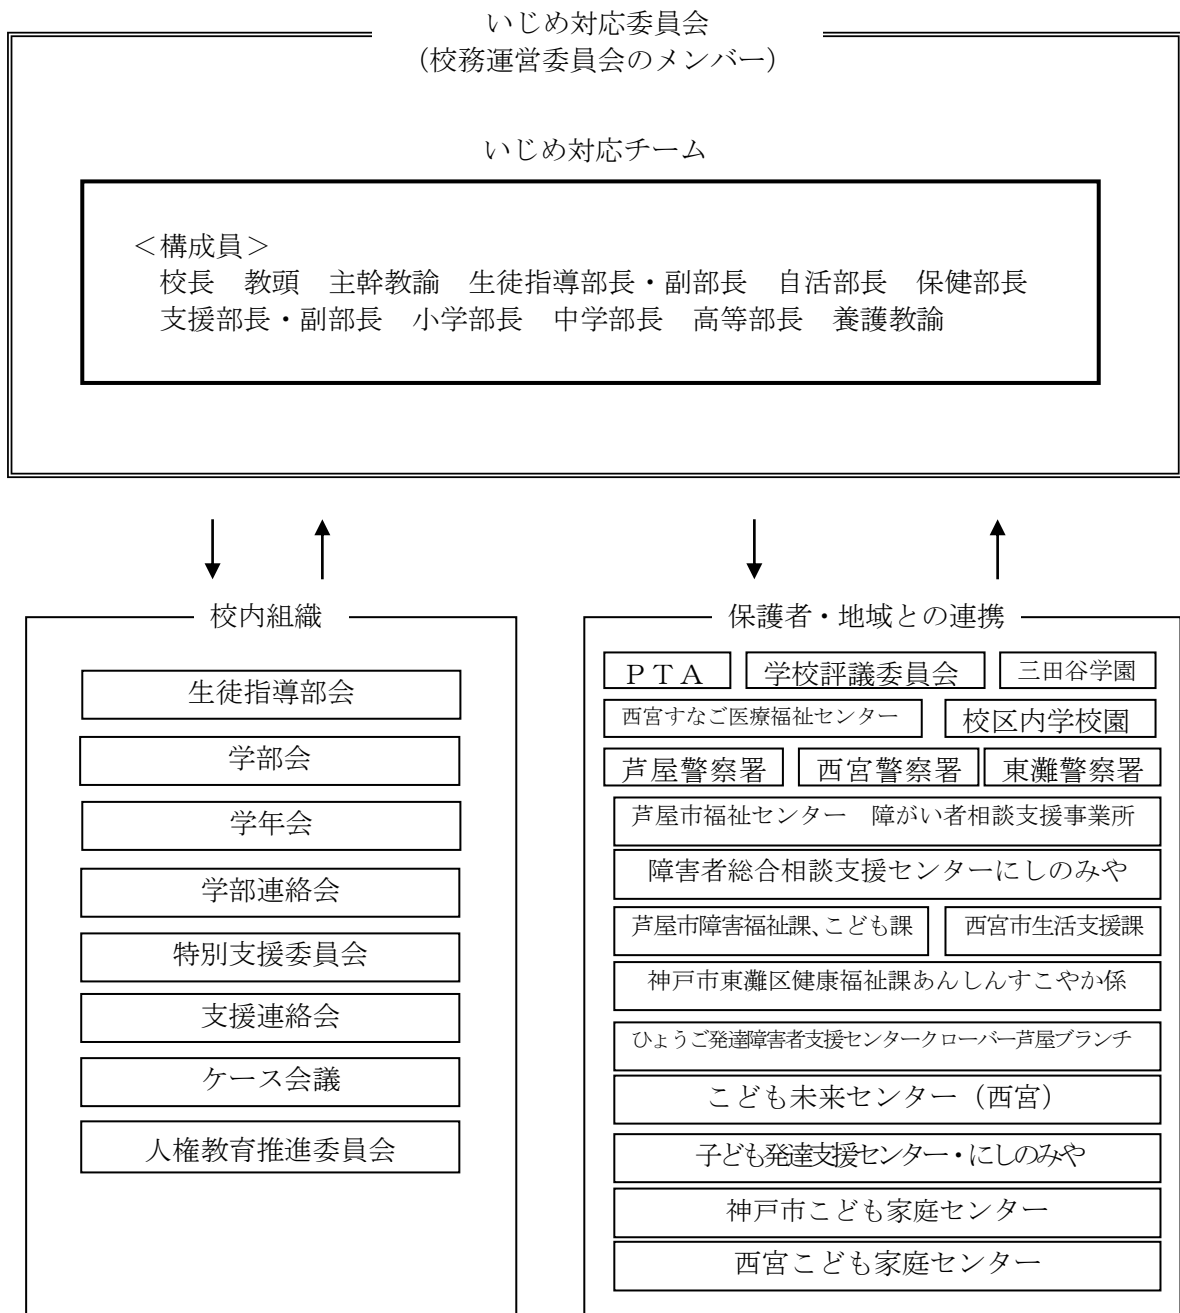 いじめ対応委員会
（校務運営委員会のメンバー）
いじめ対応チーム
＜構成員＞
校長　教頭　主幹教諭　生徒指導部長・副部長　自活部長　保健部長
支援部長・副部長　小学部長　中学部長　高等部長　養護教諭
校内組織
生徒指導部会
学部会
学年会
学部連絡会
特別支援委員会
支援連絡会
ケース会議
人権教育推進委員会
保護者・地域との連携
ＰＴＡ　学校評議委員会　三田谷学園
西宮すなご医療福祉センター　校区内学校園
芦屋警察署　西宮警察署　東灘警察署
芦屋市福祉センター　障がい者相談支援事業所
障害者総合相談支援センターにしのみや
芦屋市障害福祉課、こども課　西宮市生活支援課
神戸市東灘区健康福祉課あんしんすこやか係
ひょうご発達障害者支援センタークローバー芦屋ブランチ
こども未来センター（西宮）
子ども発達支援センター・にしのみや
神戸市こども家庭センター
西宮こども家庭センター